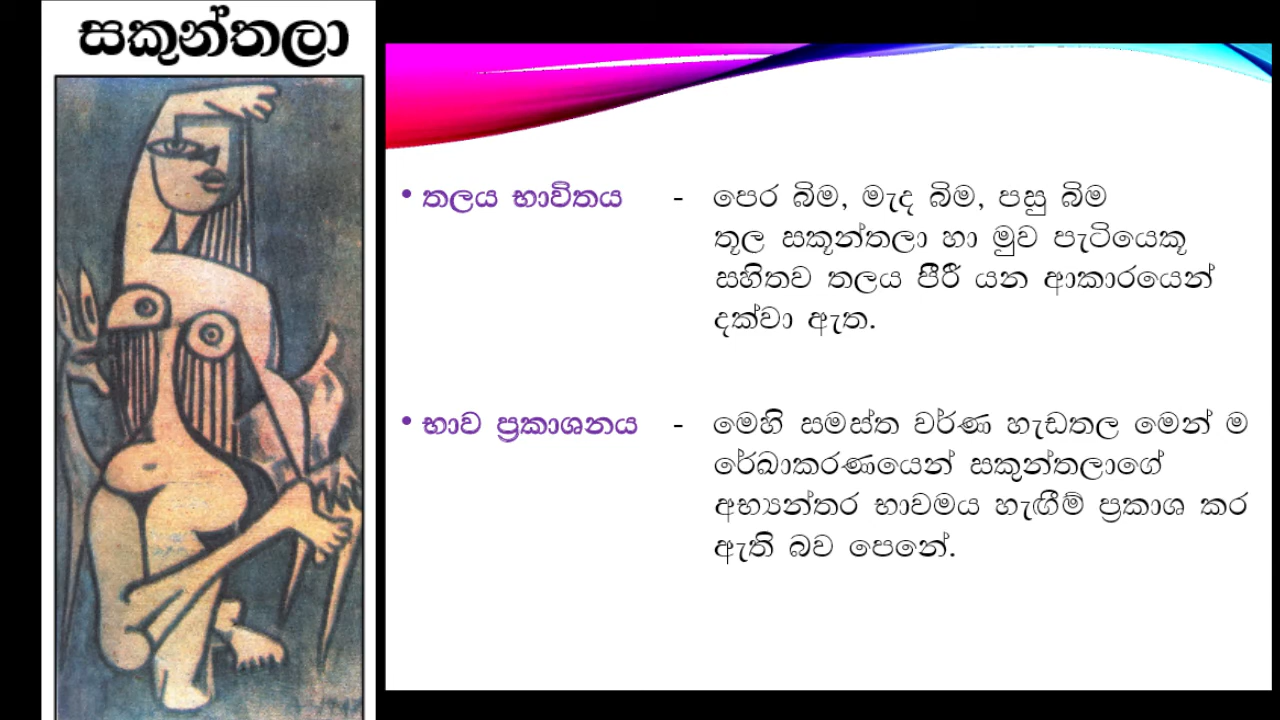 සකුන්තලා
• තලය භාවිතය - පෙර බිම, මැද බිම, පසු බිම
තූල සකූන්තලා හා මුව පැටියෙකූ
සහිතව තලය පිීරී යන ආකාරයෙන්
දක්වා ඇත.
• භාව ප්‍රකාශනය - මෙහි සමස්ත වර්ණ හැඩතල මෙන් ම
රේඛාකරණයෙන් සකුන්තලාගේ
අභ්‍යන්තර භාවමය හැඟීම් ප්‍රකාශ කර
ඇති බව පෙනේ.